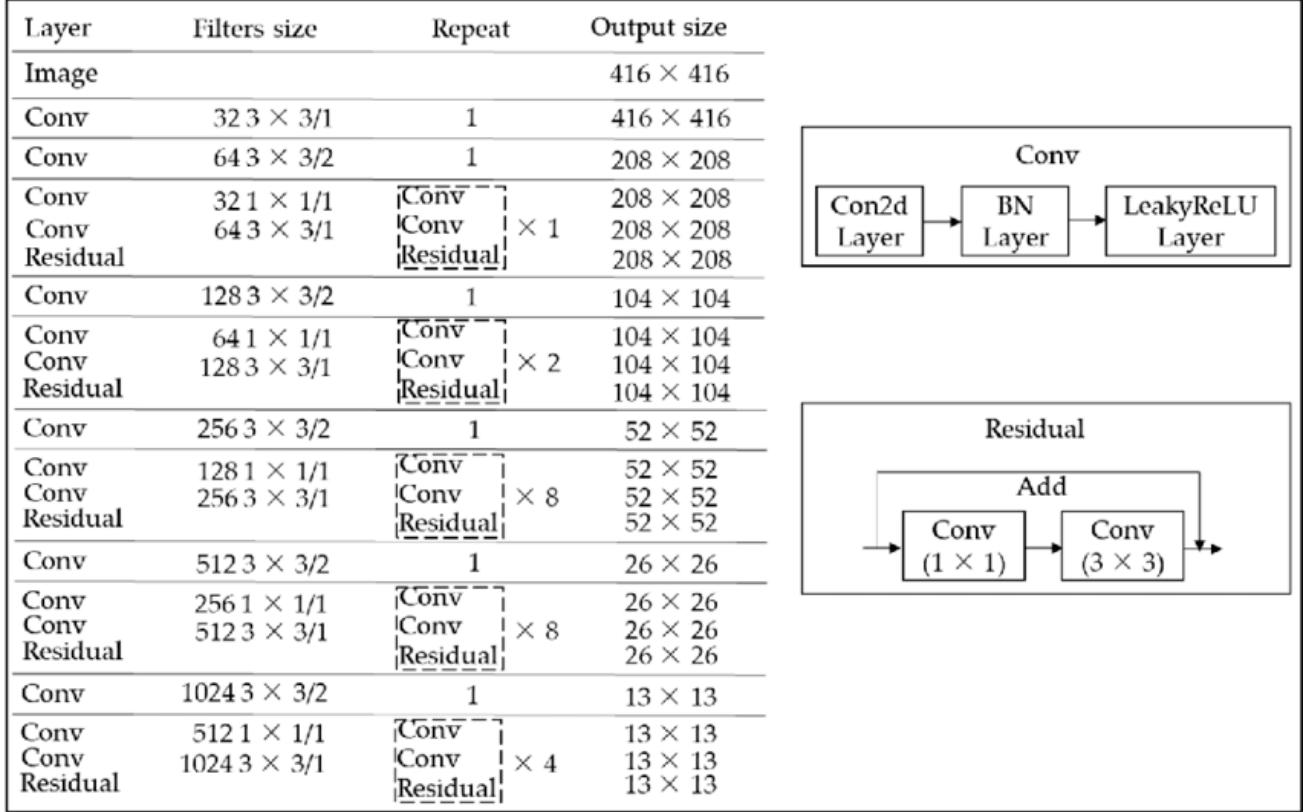 Layer Filters size Repeat Output size
Image 416 × 416
Conv 32 3 × 3/1 1 416 × 416
Conv 64 3 × 3/2 1 208 × 208
Conv 32 1 × 1/1 Conv 208 × 208
Conv 64 3 × 3/1 Conv × 1 208 × 208
Residual Residual 208 × 208
Conv 128 3 × 3/2 1 104 × 104
Conv 64 1 × 1/1 Conv 104 × 104
Conv 128 3 × 3/1 Conv × 2 104 × 104
Residual Residual 104 × 104
Conv 256 3 × 3/2 1 52 × 52
Conv 128 1 × 1/1 Conv 52 × 52
Conv 256 3 × 3/1 Conv × 8 52 × 52
Residual Residual 52 × 52
Conv 512 3 × 3/2 1 26 × 26
Conv 256 1 × 1/1 Conv 26 × 26
Conv 512 3 × 3/1 Conv × 8 26 × 26
Residual Residual 26 × 26
Conv 1024 3 × 3/2 1 13 × 13
Conv 512 1 × 1/1 Conv 13 × 13
Conv 1024 3 × 3/1 Conv × 4 13 × 13
Residual Residual 13 × 13
Conv
Con2d BN LeakyReLU
Layer Layer Layer
Residual
Add
Conv Conv
(1 × 1) (3 × 3)